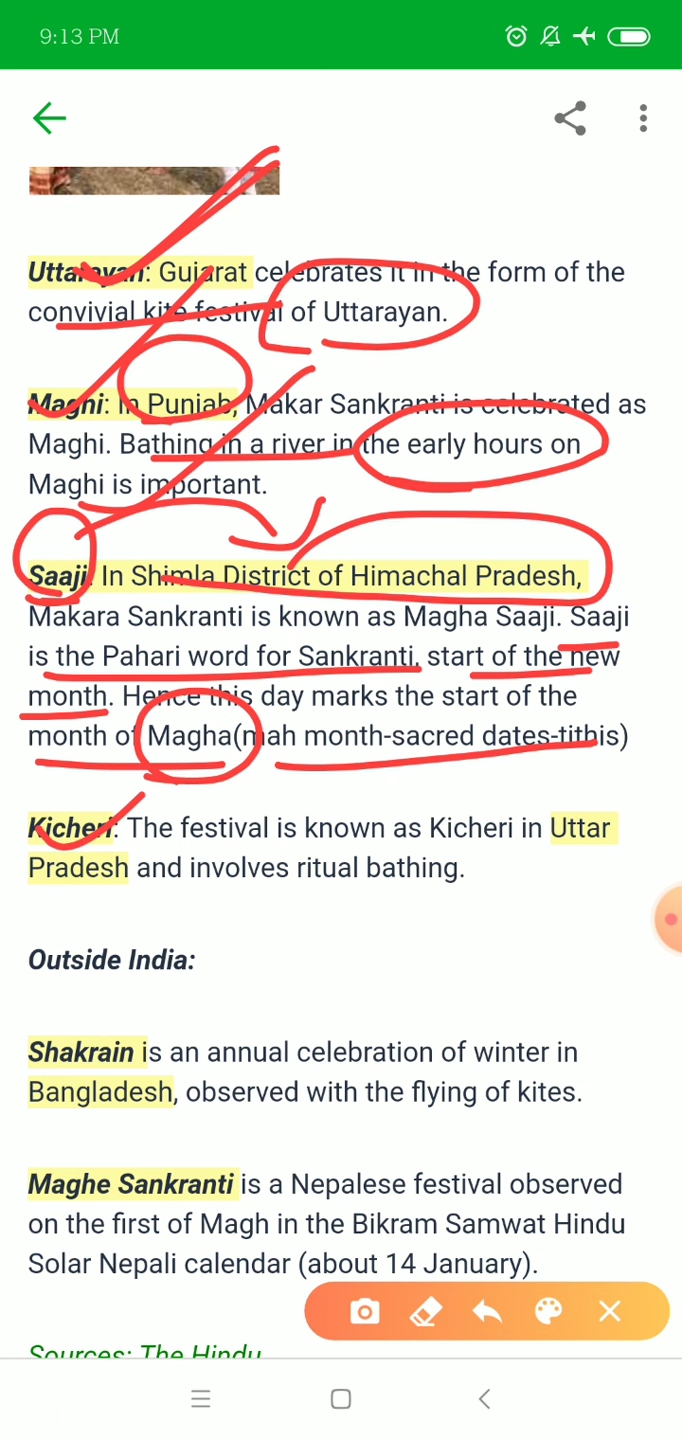 9:13 PM
Uttarayan: Gujarat celebrates it in the form of the
convivial kite festival of Uttarayan.
Maghi: In Punjab, Makar Sankranti is celebrated as
Maghi. Bathing in a river in the early hours on
Maghi is important.
Saaji: In Shimla District of Himachal Pradesh,
Makara Sankranti is known as Magha Saaji. Saaji
is the Pahari word for Sankranti, start of the new
month. Hence this day marks the start of the
month of Magha(mah month-sacred dates-tithis)
Kicheri: The festival is known as Kicheri in Uttar
Pradesh and involves ritual bathing.
Outside India:
Shakrain is an annual celebration of winter in
Bangladesh, observed with the flying of kites.
Maghe Sankranti is a Nepalese festival observed
on the first of Magh in the Bikram Samwat Hindu
Solar Nepali calendar (about 14 January).
Sources: The Hindu